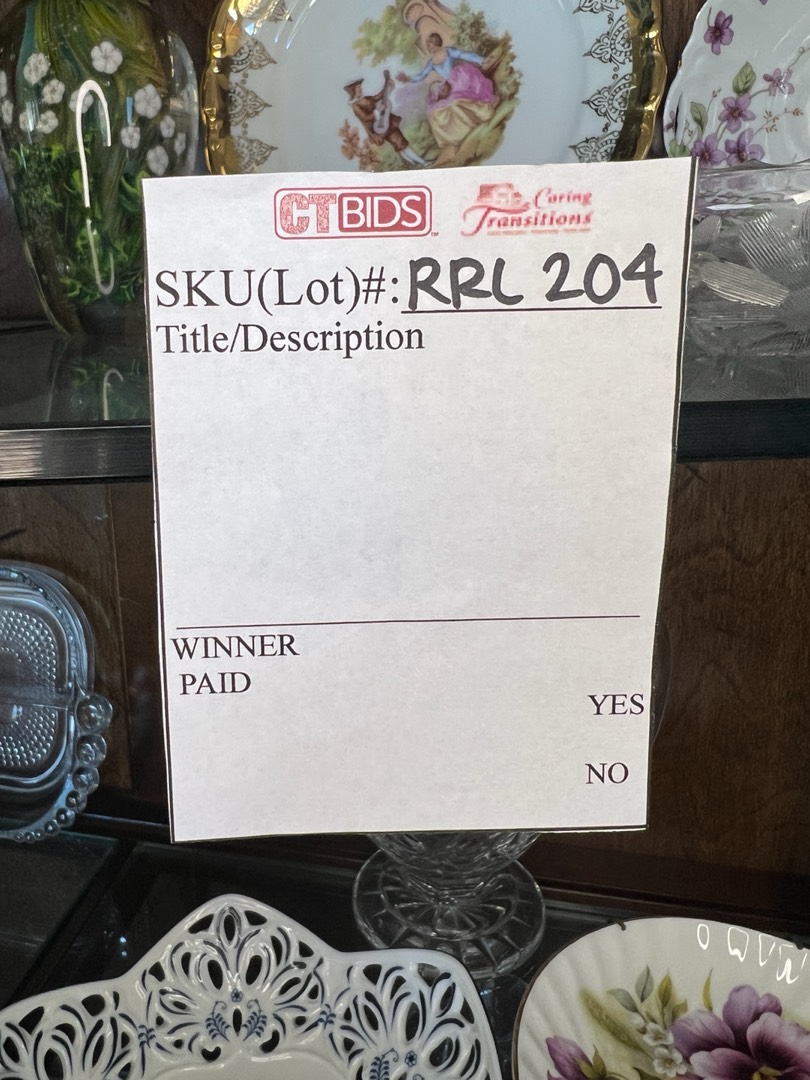 CTBIDS
Caring Transitions
SKU(Lot)#: RRL 204
Title/Description
WINNER
PAID
YES
NO